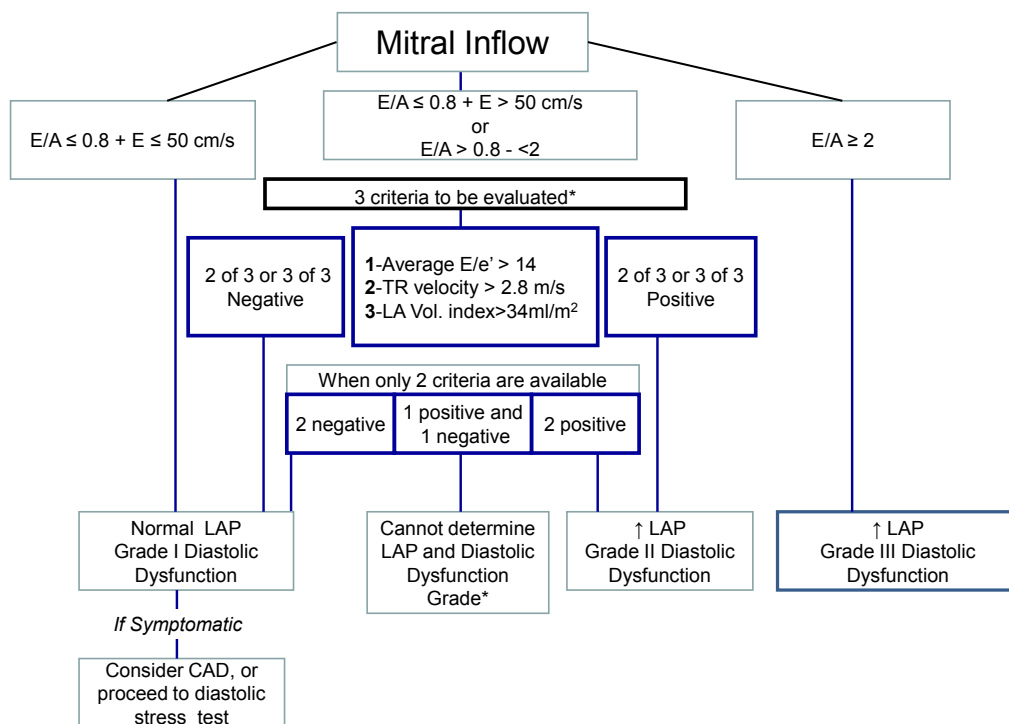 Mitral Inflow
E/A ≤ 0.8 + E ≤ 50 cm/s
E/A ≤ 0.8 + E > 50 cm/s
or
E/A > 0.8 - <2
E/A ≥ 2
3 criteria to be evaluated*
2 of 3 or 3 of 3
Negative
1-Average E/e’ > 14
2-TR velocity > 2.8 m/s
3-LA Vol. index>34ml/m²
2 of 3 or 3 of 3
Positive
When only 2 criteria are available
2 negative
1 positive and
1 negative
2 positive
Normal LAP
Grade I Diastolic
Dysfunction
Cannot determine
LAP and Diastolic
Dysfunction
Grade*
↑ LAP
Grade II Diastolic
Dysfunction
↑ LAP
Grade III Diastolic
Dysfunction
If Symptomatic
Consider CAD, or
proceed to diastolic
stress test